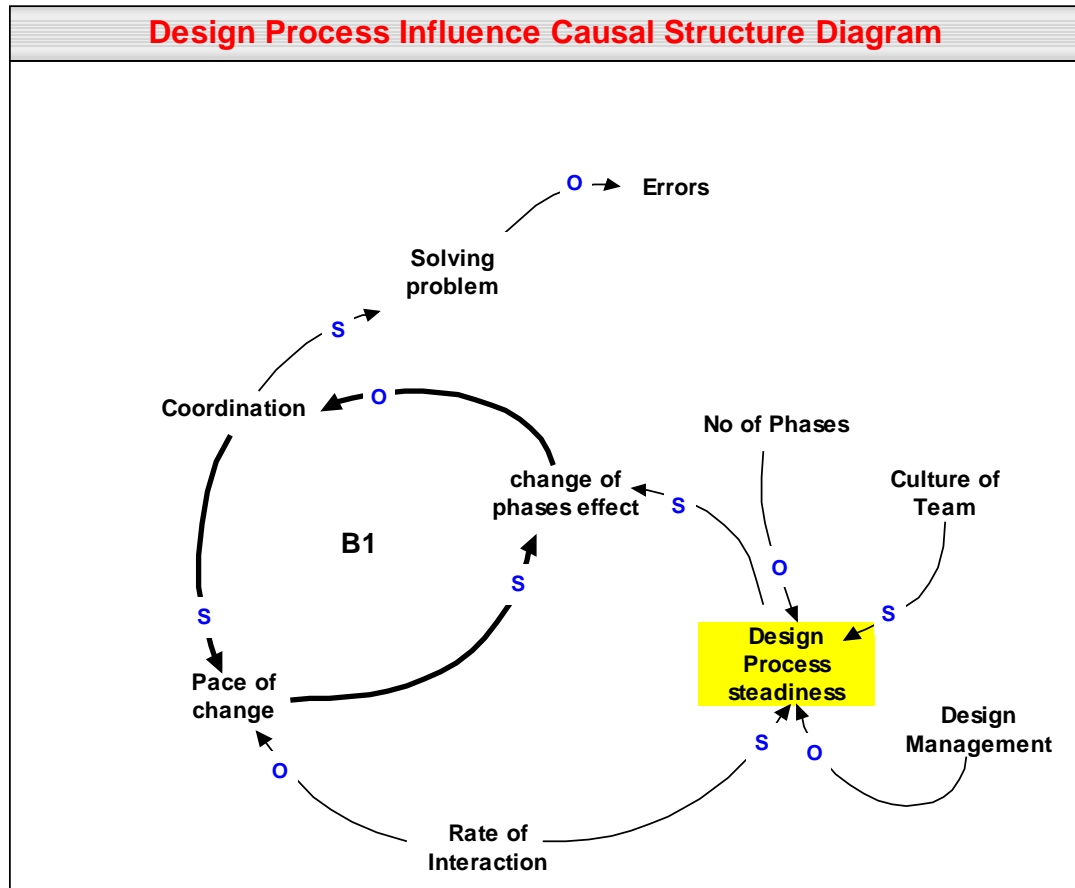 Design Process Influence Causal Structure Diagram
O
Errors
Solving
problem
S
Coordination
O
No of Phases
change of
phases effect
S
Culture of
Team
B1
S
O
S
S
Design
Process
steadiness
Pace of
change
Design
Management
S
O
O
Rate of
Interaction